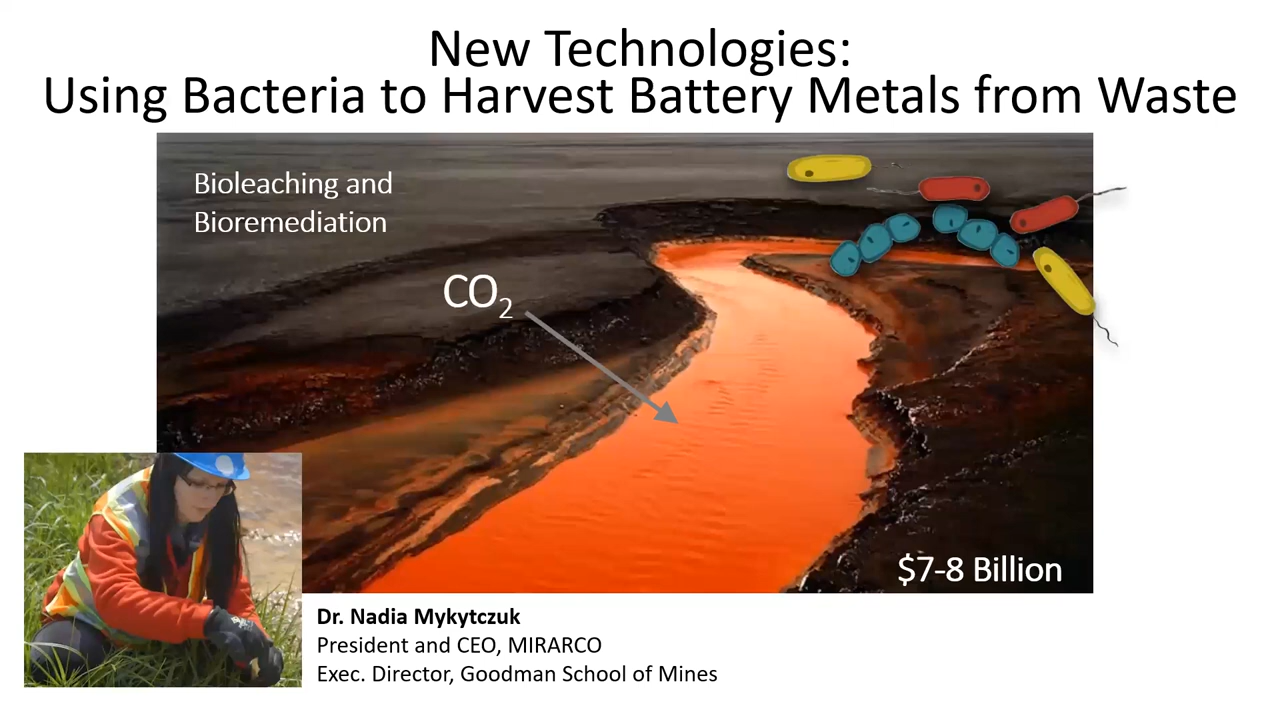 New Technologies:
Using Bacteria to Harvest Battery Metals from Waste
Bioleaching and
Bioremediation
CO₂
$7-8 Billion
Dr. Nadia Mykytczuk
President and CEO, MIRARCO
Exec. Director, Goodman School of Mines